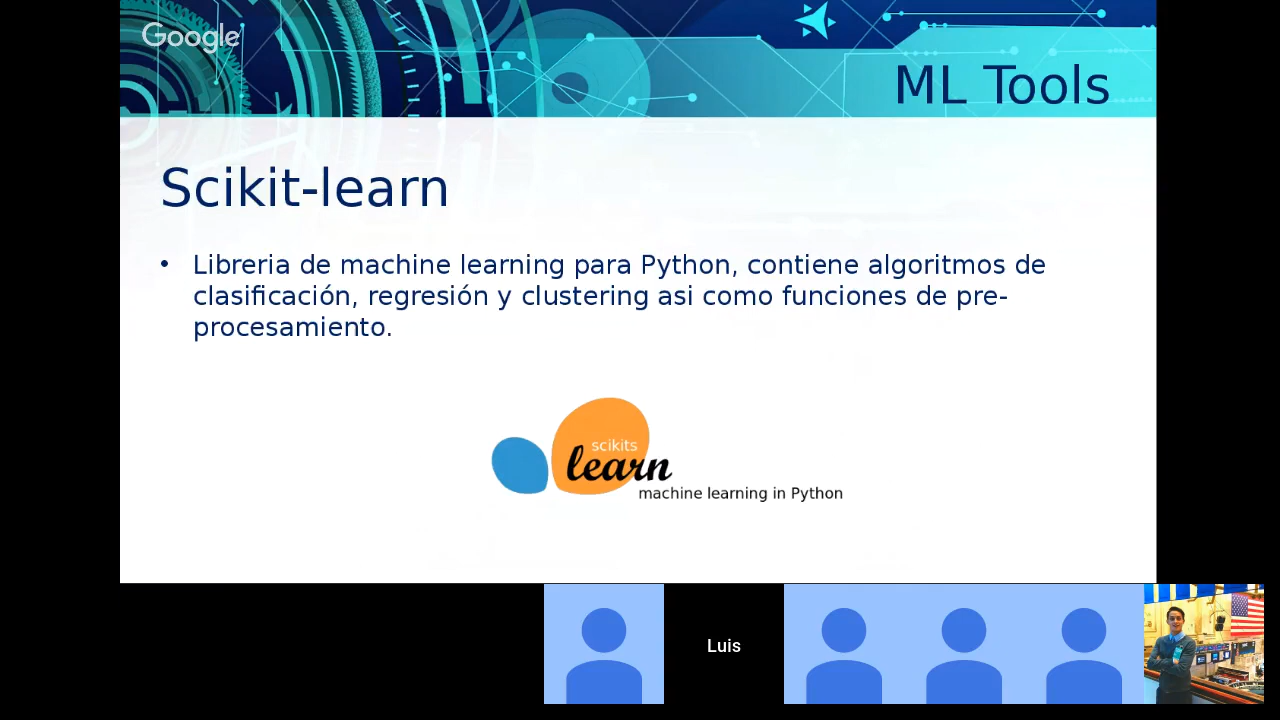 Google
ML Tools
Scikit-learn
• Libreria de machine learning para Python, contiene algoritmos de
clasificación, regresión y clustering asi como funciones de pre-
procesamiento.
scikits
learn
machine learning in Python
Luis